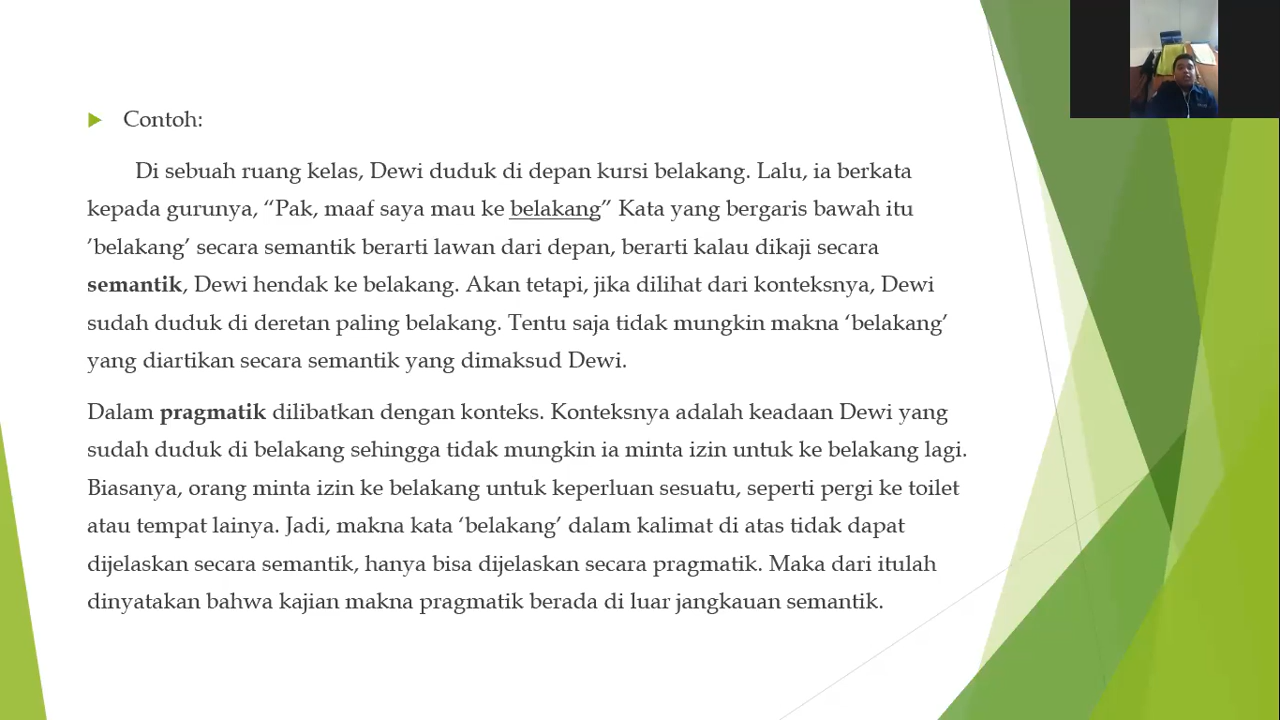 Contoh:
Di sebuah ruang kelas, Dewi duduk di depan kursi belakang. Lalu, ia berkata
kepada gurunya, “Pak, maaf saya mau ke belakang” Kata yang bergaris bawah itu
’belakang’ secara semantik berarti lawan dari depan, berarti kalau dikaji secara
semantik, Dewi hendak ke belakang. Akan tetapi, jika dilihat dari konteksnya, Dewi
sudah duduk di deretan paling belakang. Tentu saja tidak mungkin makna ‘belakang’
yang diartikan secara semantik yang dimaksud Dewi.
Dalam pragmatik dilibatkan dengan konteks. Konteksnya adalah keadaan Dewi yang
sudah duduk di belakang sehingga tidak mungkin ia minta izin untuk ke belakang lagi.
Biasanya, orang minta izin ke belakang untuk keperluan sesuatu, seperti pergi ke toilet
atau tempat lainya. Jadi, makna kata ‘belakang’ dalam kalimat di atas tidak dapat
dijelaskan secara semantik, hanya bisa dijelaskan secara pragmatik. Maka dari itulah
dinyatakan bahwa kajian makna pragmatik berada di luar jangkauan semantik.